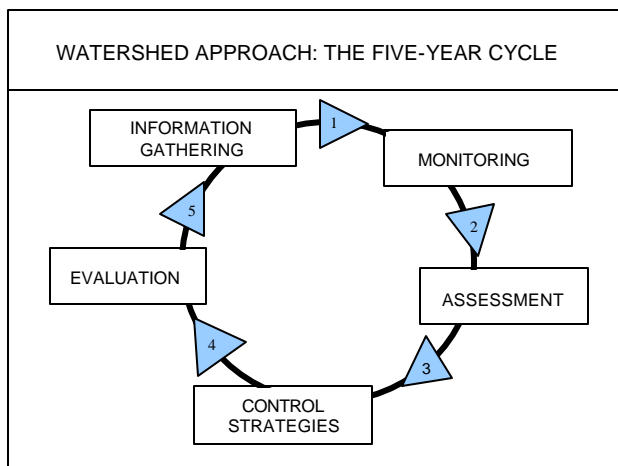 WATERSHED APPROACH: THE FIVE-YEAR CYCLE
INFORMATION
GATHERING
1
MONITORING
2
ASSESSMENT
3
CONTROL
STRATEGIES
4
EVALUATION
5